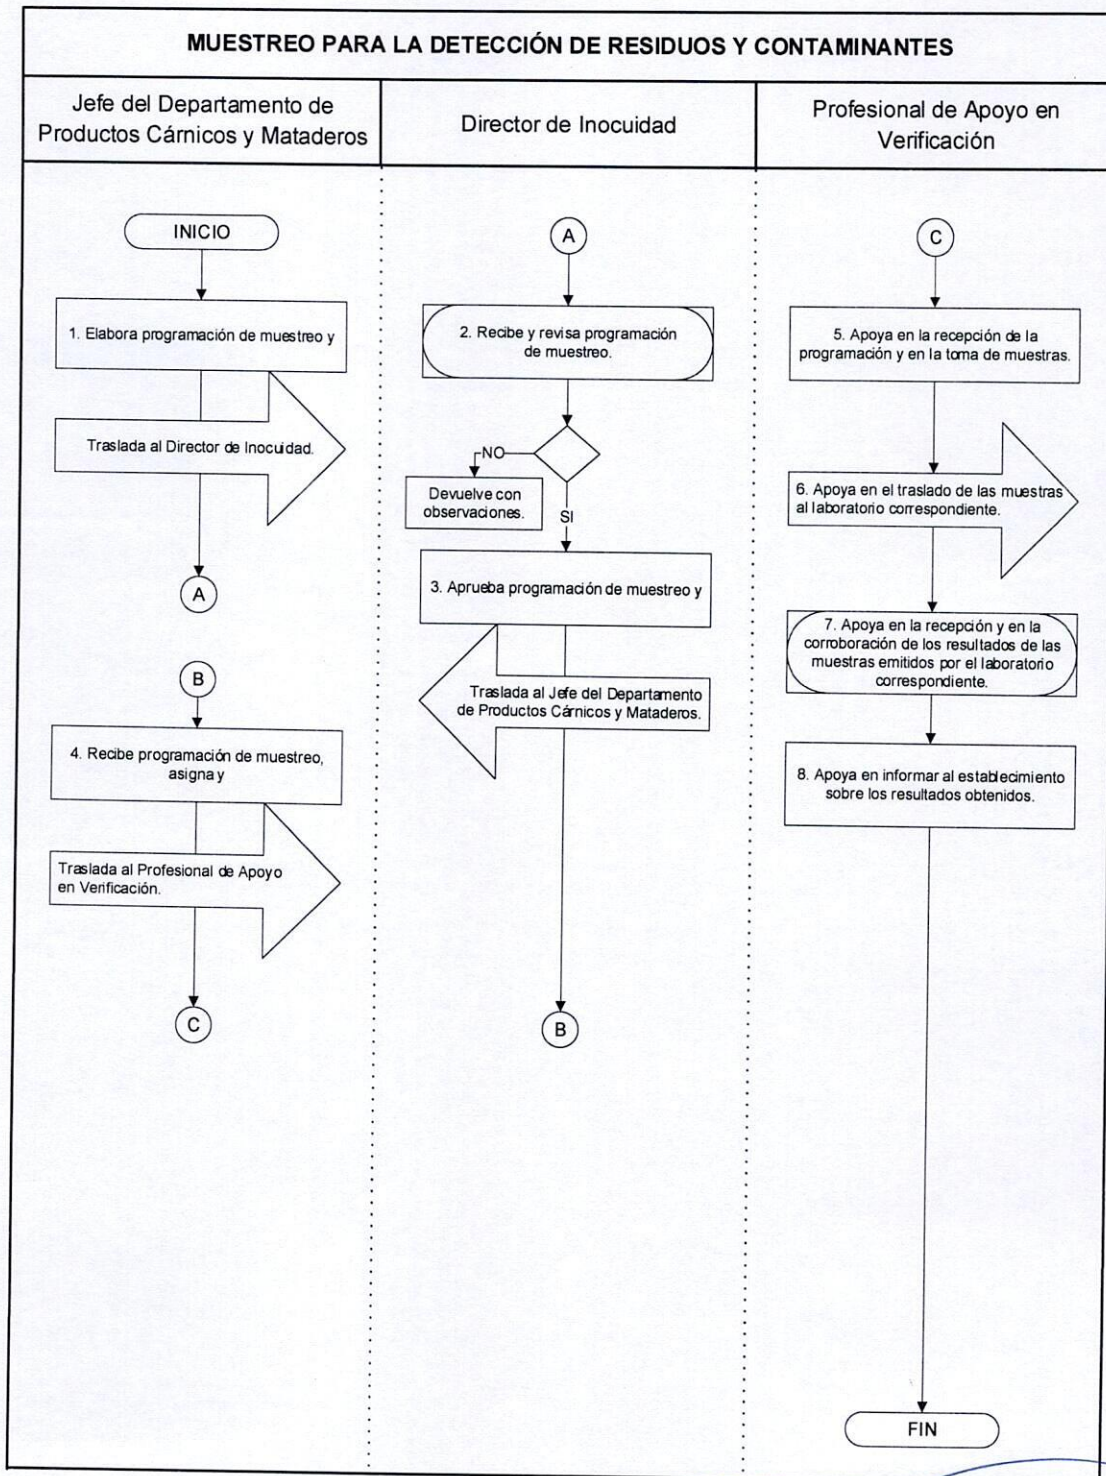 MUESTREO PARA LA DETECCIÓN DE RESIDUOS Y CONTAMINANTES
Jefe del Departamento de
Productos Cárnicos y Mataderos
Director de Inocuidad
Profesional de Apoyo en
Verificación
INICIO
1. Elabora programación de muestreo y
Traslada al Director de Inocuidad.
A
B
4. Recibe programación de muestreo,
asigna y
Traslada al Profesional de Apoyo
en Verificación.
C
A
2. Recibe y revisa programación
de muestreo.
NO
Devuelve con
observaciones.
SI
3. Aprueba programación de muestreo y
Traslada al Jefe del Departamento
de Productos Cárnicos y Mataderos.
B
C
5. Apoya en la recepción de la
programación y en la toma de muestras.
6. Apoya en el traslado de las muestras
al laboratorio correspondiente.
7. Apoya en la recepción y en la
corroboración de los resultados de las
muestras emitidos por el laboratorio
correspondiente.
8. Apoya en informar al establecimiento
sobre los resultados obtenidos.
FIN